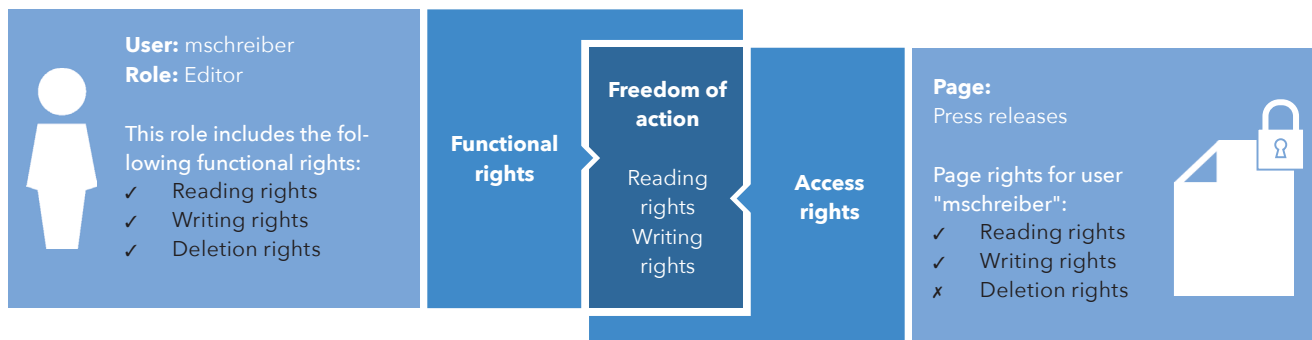 User: mschreiber
Role: Editor
This role includes the fol-
lowing functional rights:
✓ Reading rights
✓ Writing rights
✓ Deletion rights
Functional
rights
Freedom of
action
Reading
rights
Writing
rights
Access
rights
Page:
Press releases
Page rights for user
"mschreiber":
✓ Reading rights
✓ Writing rights
✗ Deletion rights